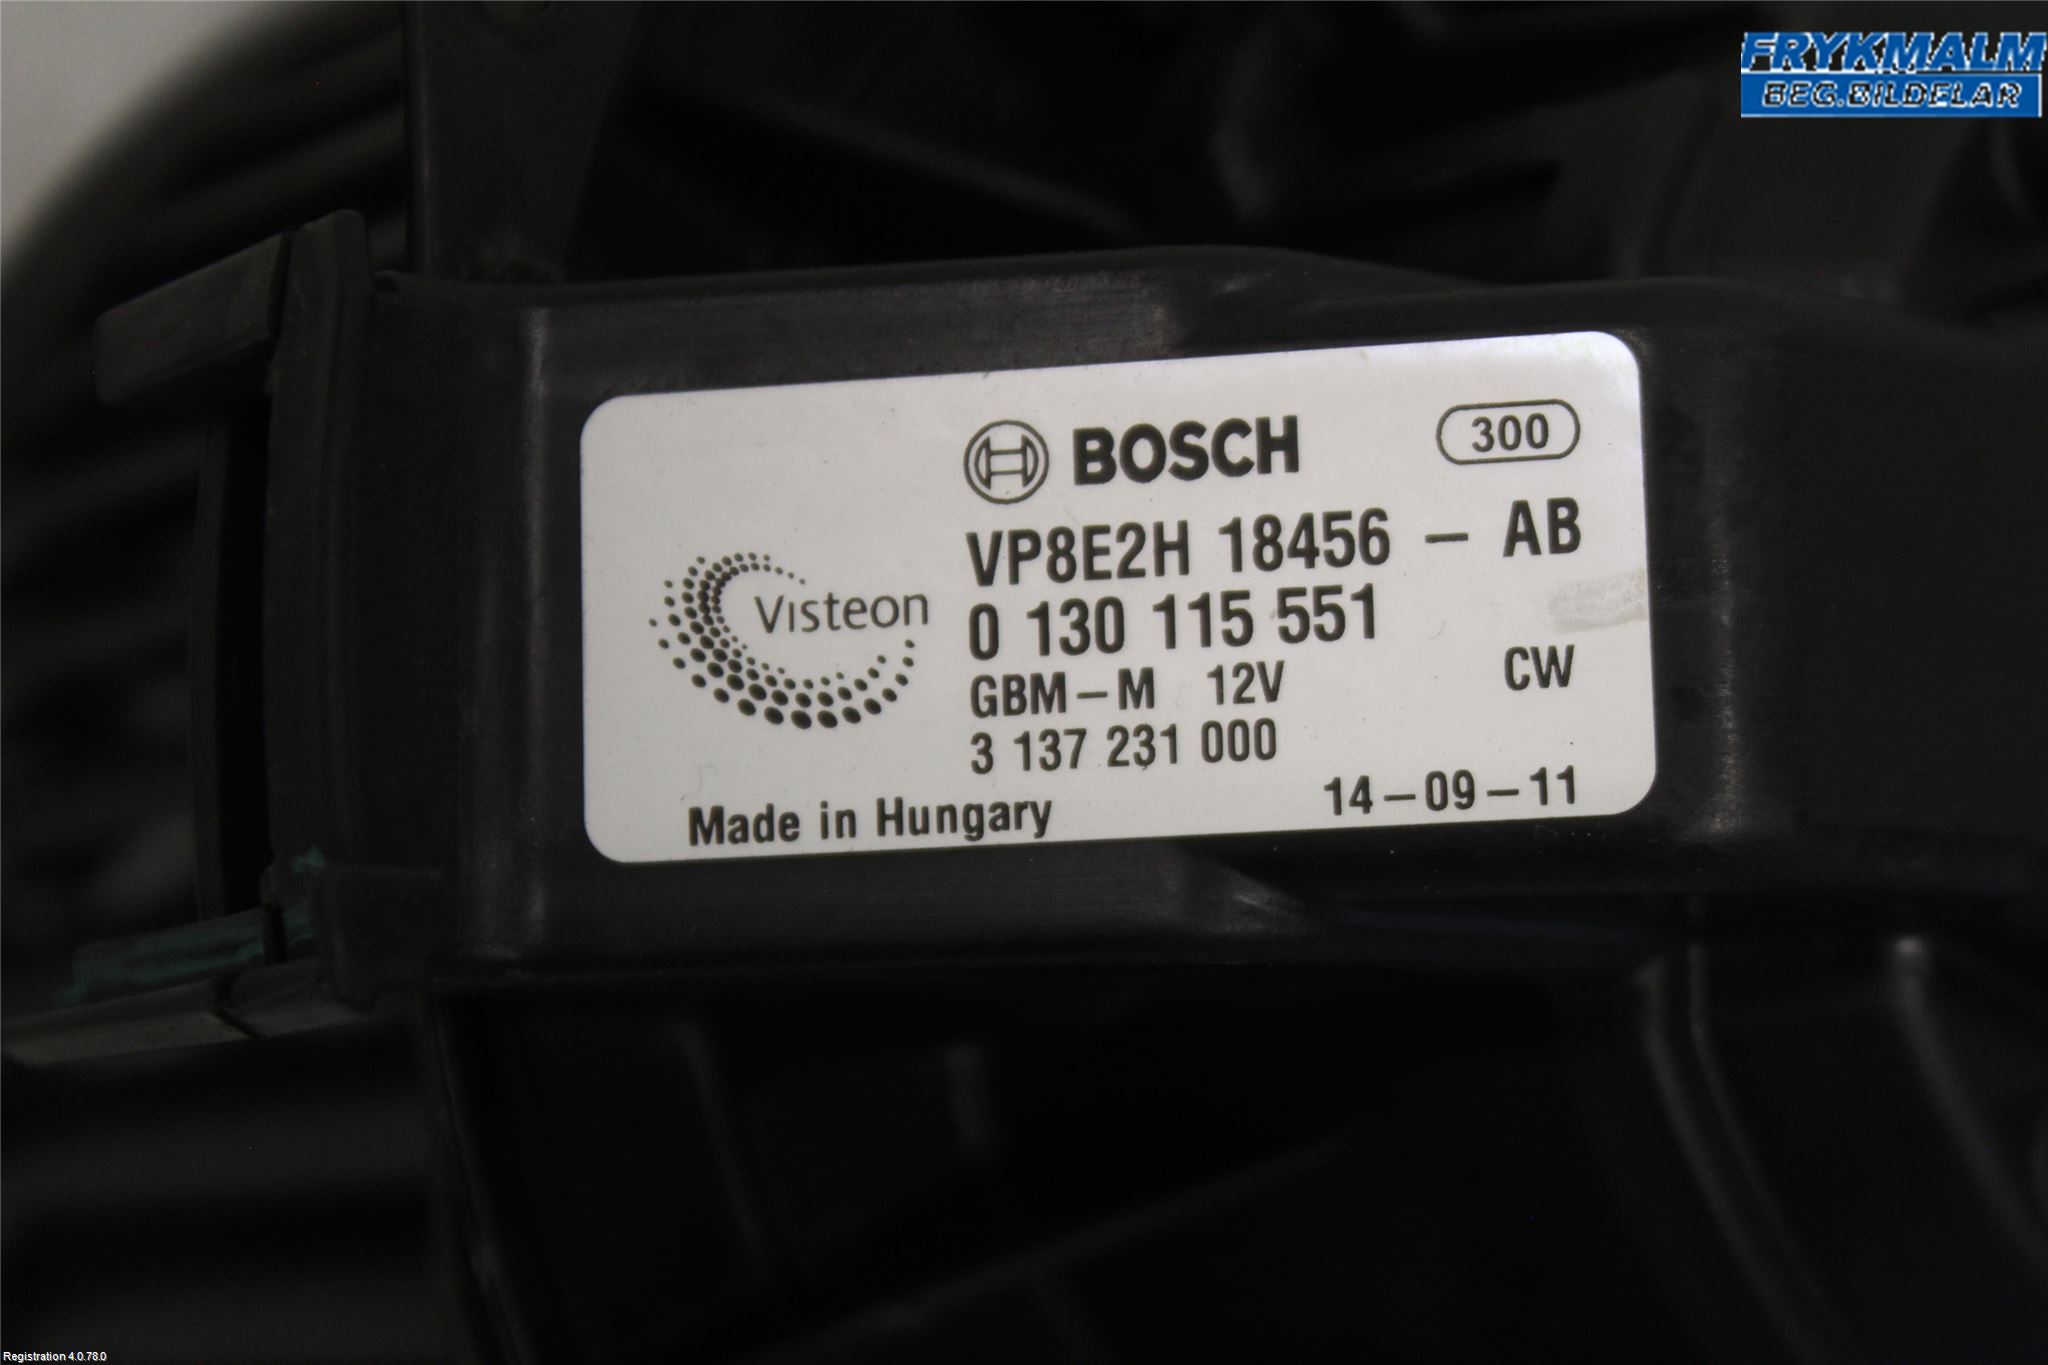 FRYKMALM
BEG.BILDELAR
BOSCH
300
VP8E2H 18456 - AB
Visteon
0 130 115 551
GBM-M 12V CW
3 137 231 000
Made in Hungary 14-09-11
Registration 4.0.78.0